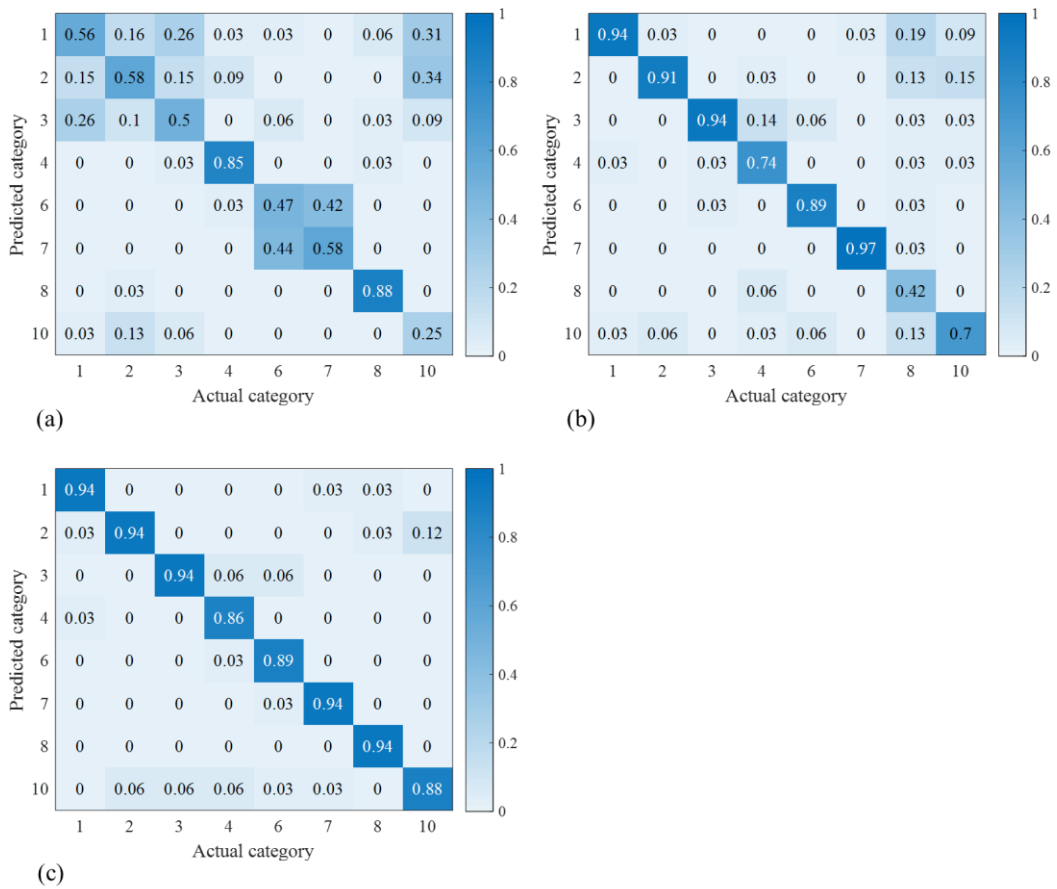 1 0.56 0.16 0.26 0.03 0.03 0 0.06 0.31 1
2 0.15 0.58 0.15 0.09 0 0 0 0.34 0.8
3 0.26 0.1 0.5 0 0.06 0 0.03 0.09 0.6
4 0 0 0.03 0.85 0 0 0.03 0
6 0 0 0 0.03 0.47 0.42 0 0 0.4
7 0 0 0 0 0.44 0.58 0 0
8 0 0.03 0 0 0 0 0.88 0 0.2
10 0.03 0.13 0.06 0 0 0 0 0.25 0
1 2 3 4 6 7 8 10
Predicted category
Actual category
(a)
1 0.94 0.03 0 0 0 0.03 0.19 0.09 1
2 0 0.91 0 0.03 0 0 0.13 0.15 0.8
3 0 0 0.94 0.14 0.06 0 0.03 0.03 0.6
4 0.03 0 0.03 0.74 0 0 0.03 0.03
6 0 0 0.03 0 0.89 0 0.03 0 0.4
7 0 0 0 0 0 0.97 0.03 0
8 0 0 0 0.06 0 0 0.42 0 0.2
10 0.03 0.06 0 0.03 0.06 0 0.13 0.7 0
1 2 3 4 6 7 8 10
Predicted category
Actual category
(b)
1 0.94 0 0 0 0 0.03 0.03 0 1
2 0.03 0.94 0 0 0 0 0.03 0.12 0.8
3 0 0 0.94 0.06 0.06 0 0 0 0.6
4 0.03 0 0 0.86 0 0 0 0
6 0 0 0 0.03 0.89 0 0 0 0.4
7 0 0 0 0 0.03 0.94 0 0
8 0 0 0 0 0 0 0.94 0 0.2
10 0 0.06 0.06 0.06 0.03 0.03 0 0.88 0
1 2 3 4 6 7 8 10
Predicted category
Actual category
(c)